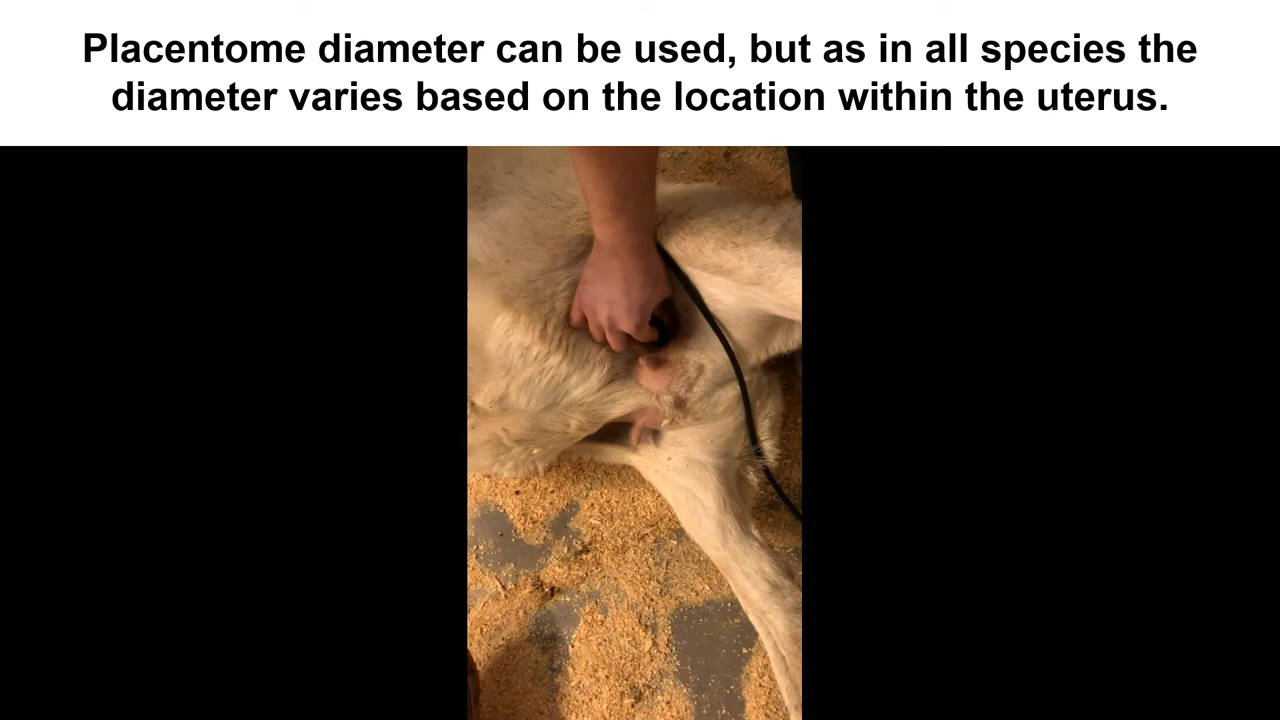 Placentome diameter can be used, but as in all species the
diameter varies based on the location within the uterus.